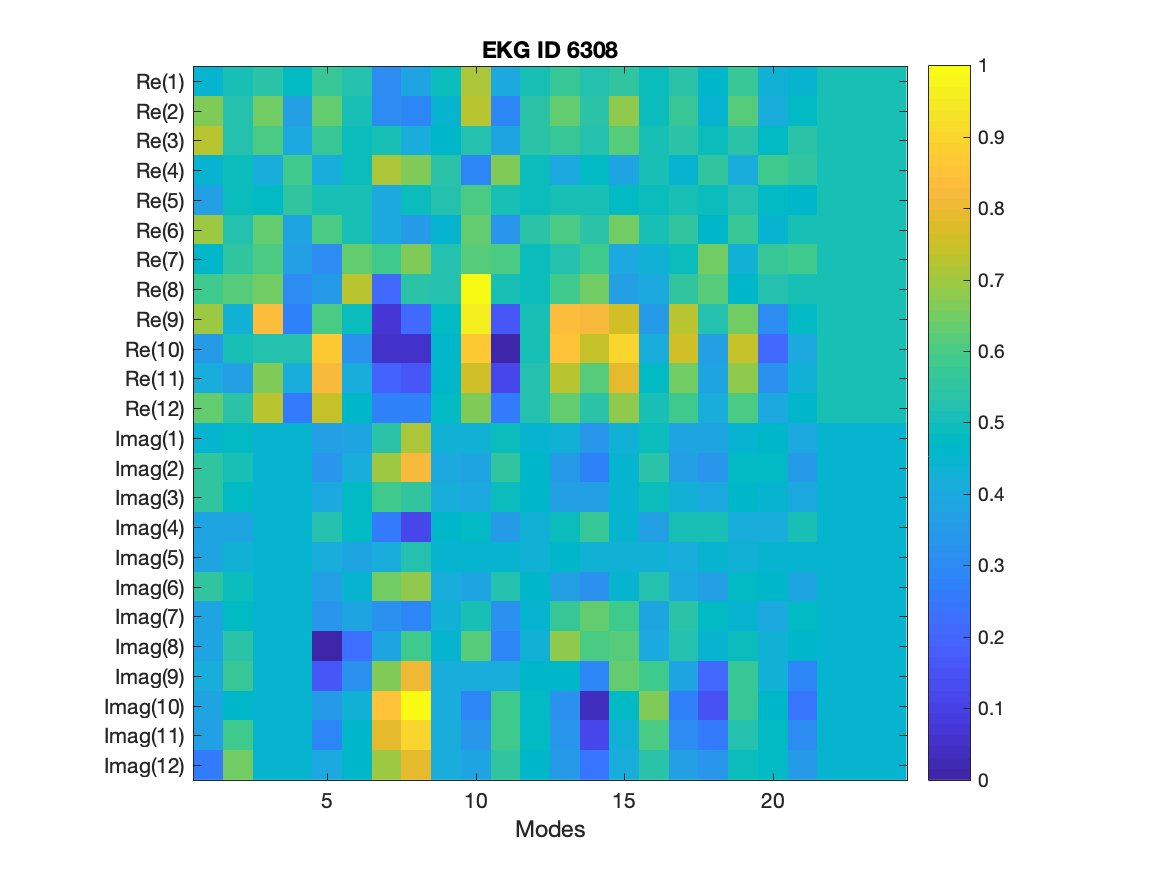 EKG ID 6308
Re(1)
Re(2)
Re(3)
Re(4)
Re(5)
Re(6)
Re(7)
Re(8)
Re(9)
Re(10)
Re(11)
Re(12)
Imag(1)
Imag(2)
Imag(3)
Imag(4)
Imag(5)
Imag(6)
Imag(7)
Imag(8)
Imag(9)
Imag(10)
Imag(11)
Imag(12)
5 10 15 20
Modes
1
0.9
0.8
0.7
0.6
0.5
0.4
0.3
0.2
0.1
0